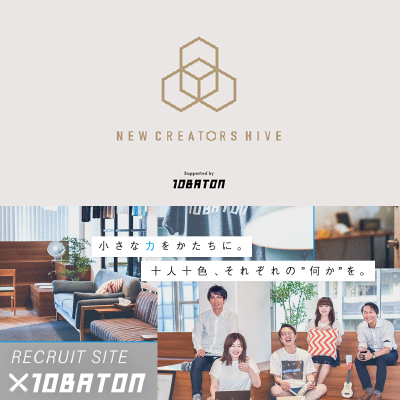 NEW CREATORS HIVE
Supported by
10BATON
小さな力をかたちに。
十人十色、それぞれの”何か”を。
RECRUIT SITE
×10BATON